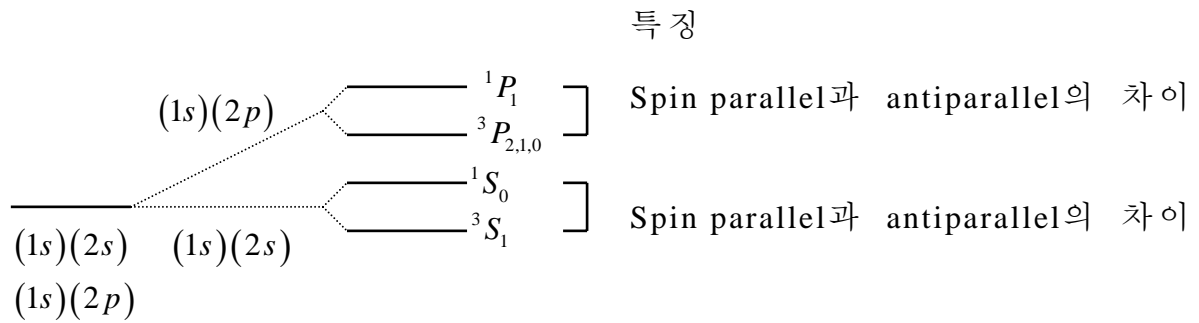 특징
¹P₁
(1s)(2p)
Spin parallel과 antiparallel의 차이
³P₂,₁,₀
¹S₀
Spin parallel과 antiparallel의 차이
³S₁
(1s)(2s) (1s)(2s)
(1s)(2p)